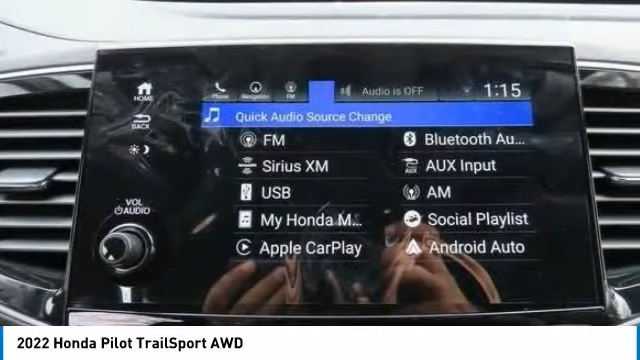 HOME
Phone
Navigation
FM
Audio is OFF
1:15
BACK
Quick Audio Source Change
FM
Bluetooth Au...
Sirius XM
AUX Input
USB
AM
VOL
AUDIO
My Honda M...
Social Playlist
Apple CarPlay
Android Auto
2022 Honda Pilot TrailSport AWD